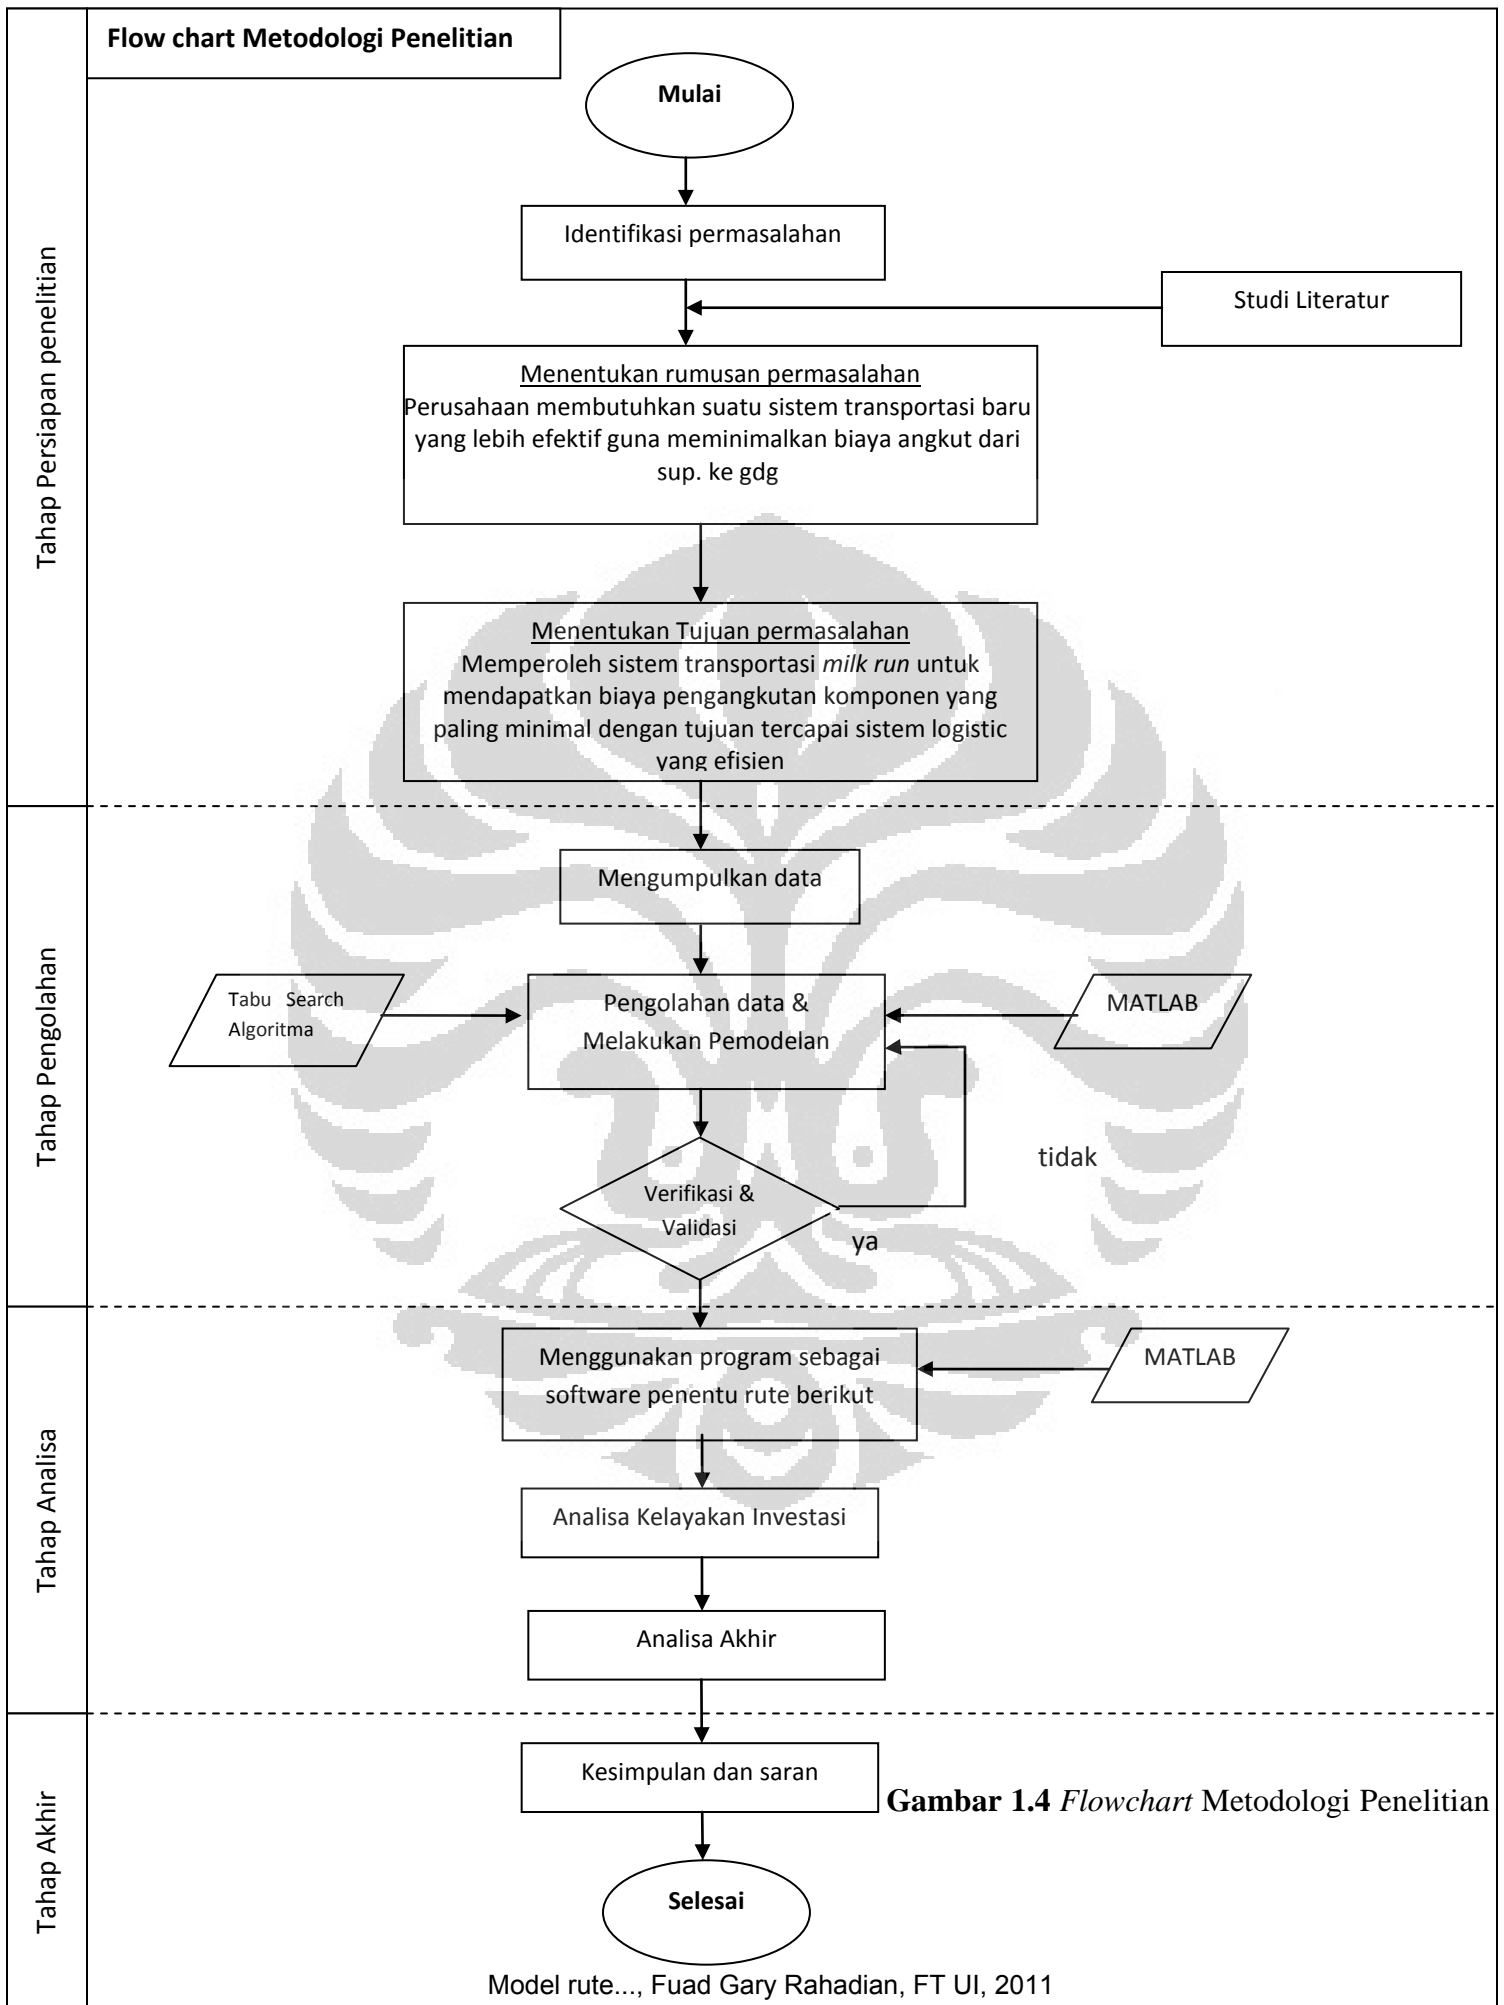 Flow chart Metodologi Penelitian
Tahap Persiapan penelitian
Mulai
Identifikasi permasalahan
Studi Literatur
Menentukan rumusan permasalahan
Perusahaan membutuhkan suatu sistem transportasi baru
yang lebih efektif guna meminimalkan biaya angkut dari
sup. ke gdg
Menentukan Tujuan permasalahan
Memperoleh sistem transportasi milk run untuk
mendapatkan biaya pengangkutan komponen yang
paling minimal dengan tujuan tercapai sistem logistic
yang efisien
Tahap Pengolahan
Mengumpulkan data
Tabu Search
Algoritma
Pengolahan data &
Melakukan Pemodelan
MATLAB
tidak
Verifikasi &
Validasi
ya
Tahap Analisa
Menggunakan program sebagai
software penentu rute berikut
MATLAB
Analisa Kelayakan Investasi
Analisa Akhir
Tahap Akhir
Kesimpulan dan saran
Gambar 1.4 Flowchart Metodologi Penelitian
Selesai
Model rute..., Fuad Gary Rahadian, FT UI, 2011